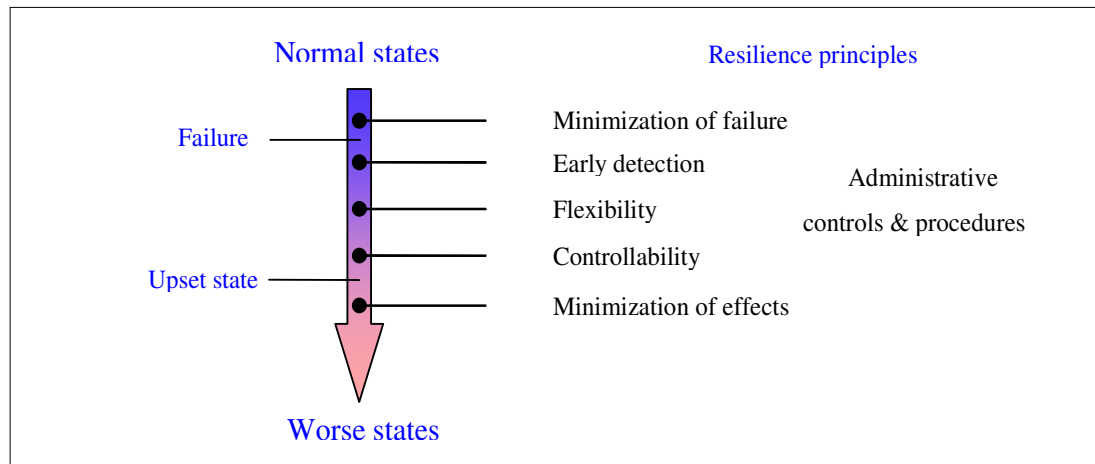 Normal states
Resilience principles
Minimization of failure
Failure
Early detection
Administrative
Flexibility
controls & procedures
Controllability
Upset state
Minimization of effects
Worse states